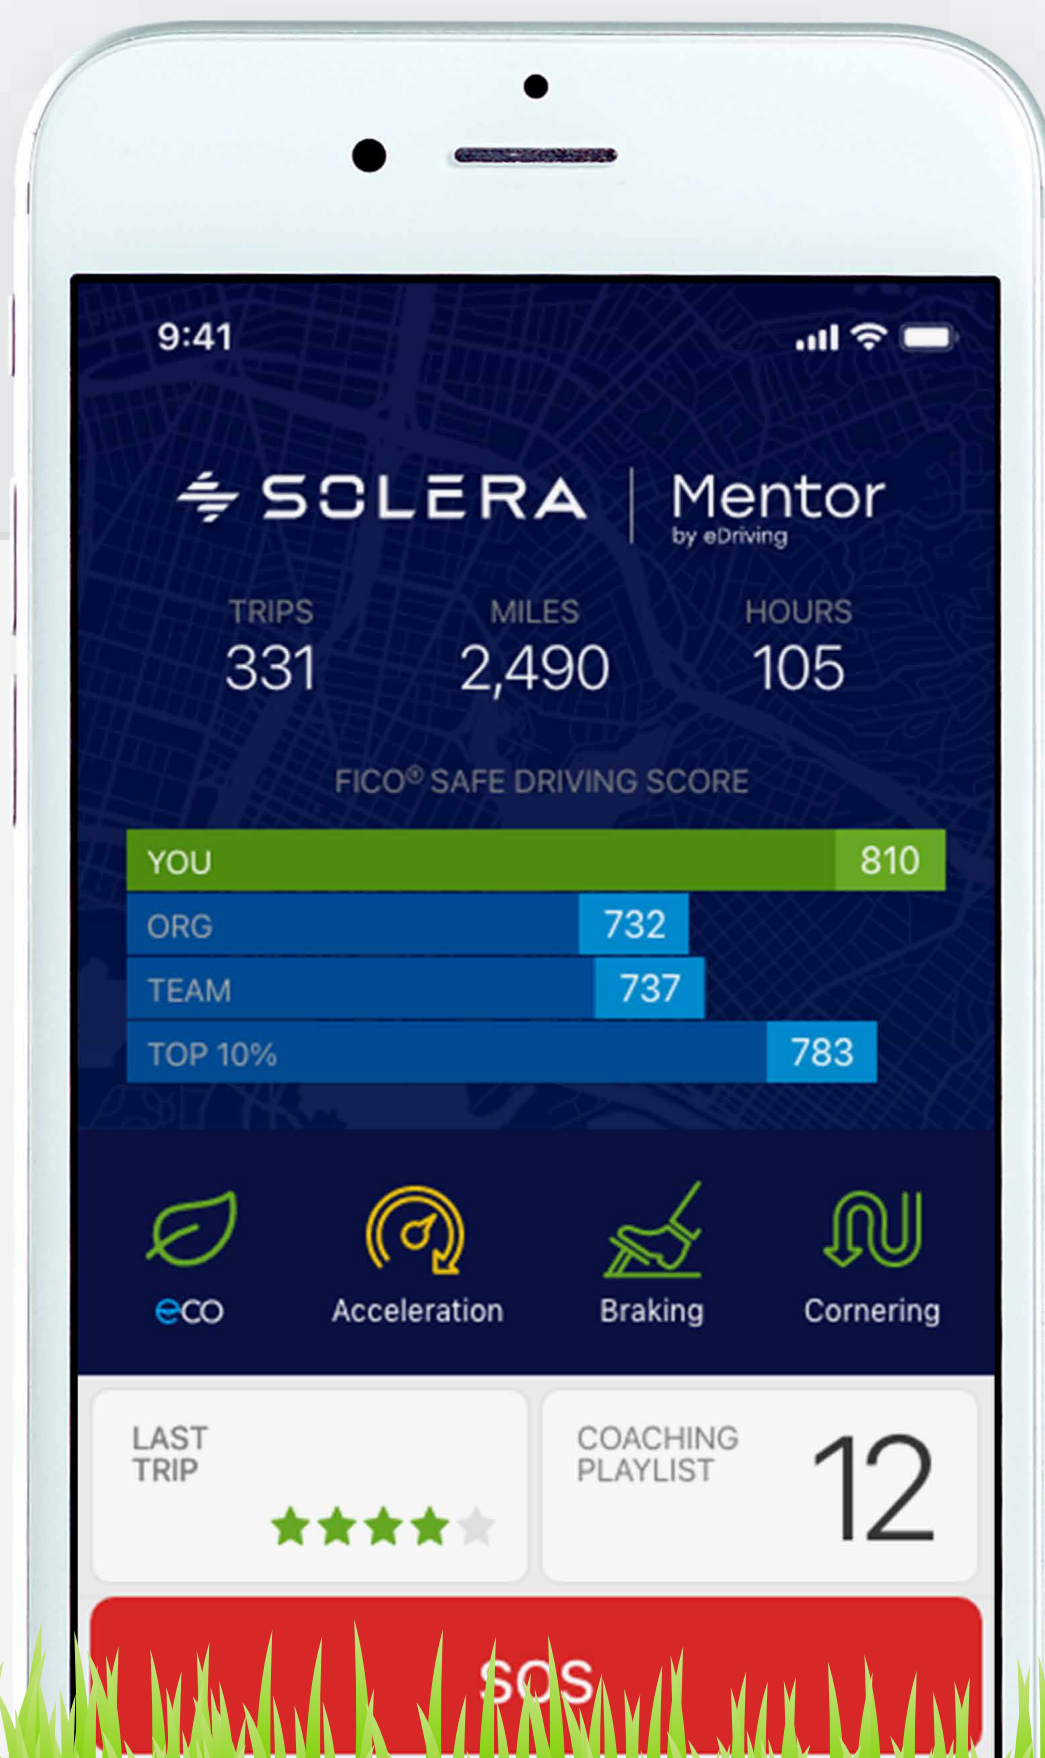 9:41
SOLERA | Mentor
by eDriving
TRIPS MILES HOURS
331 2,490 105
FICO® SAFE DRIVING SCORE
YOU 810
ORG 732
TEAM 737
TOP 10% 783
eco Acceleration Braking Cornering
LAST
TRIP
COACHING
PLAYLIST
12
SOS